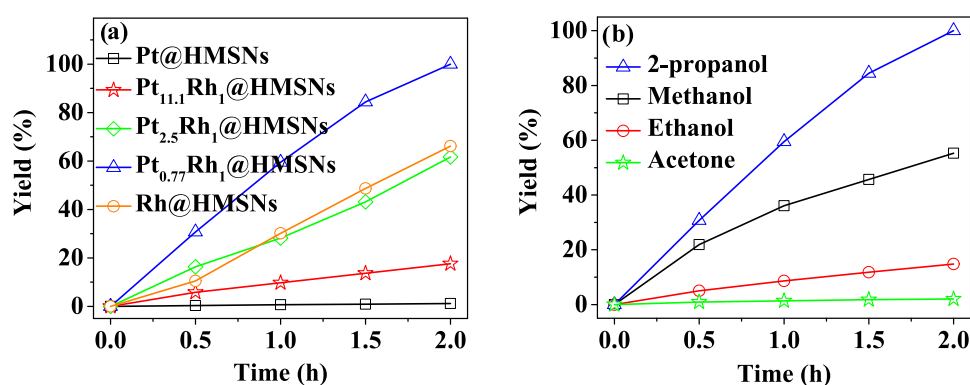 (a)
Pt@HMSNs
Pt11.1Rh1@HMSNs
Pt2.5Rh1@HMSNs
Pt0.77Rh1@HMSNs
Rh@HMSNs
Yield (%)
100
80
60
40
20
0
0.0 0.5 1.0 1.5 2.0
Time (h)
(b)
2-propanol
Methanol
Ethanol
Acetone
Yield (%)
100
80
60
40
20
0
0.0 0.5 1.0 1.5 2.0
Time (h)